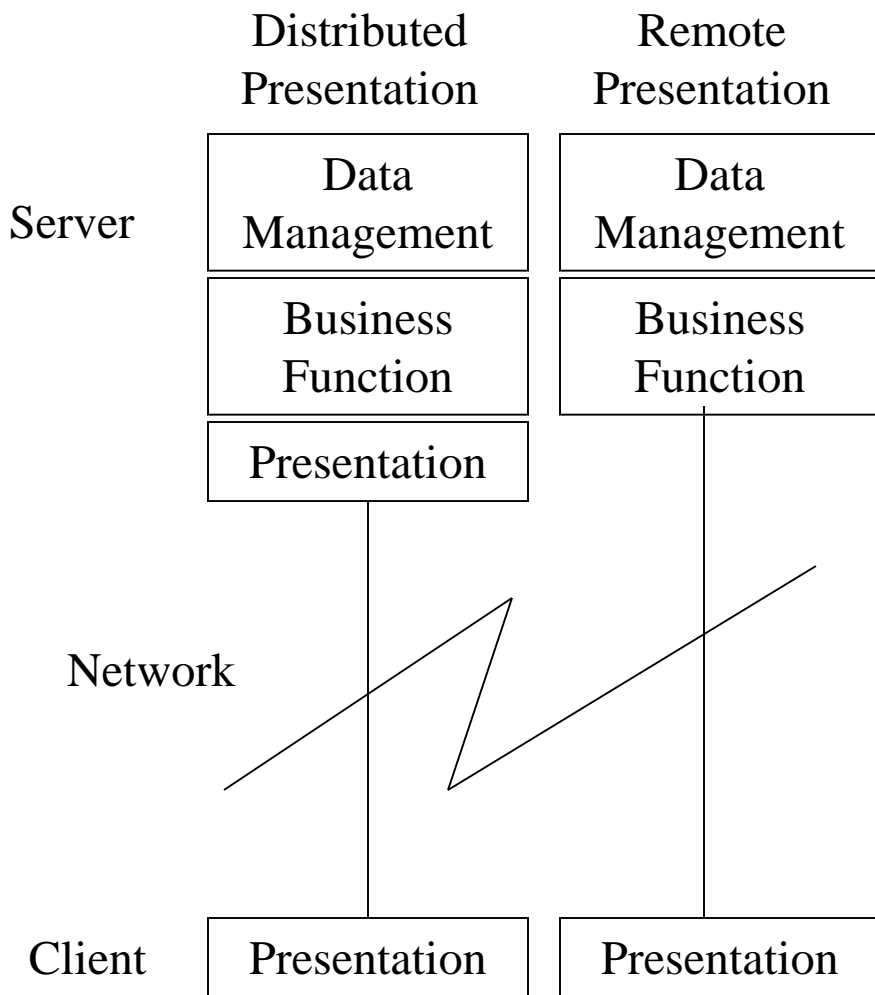 Distributed
Presentation
Remote
Presentation
Server
Data
Management
Data
Management
Business
Function
Business
Function
Presentation
Network
Client
Presentation
Presentation